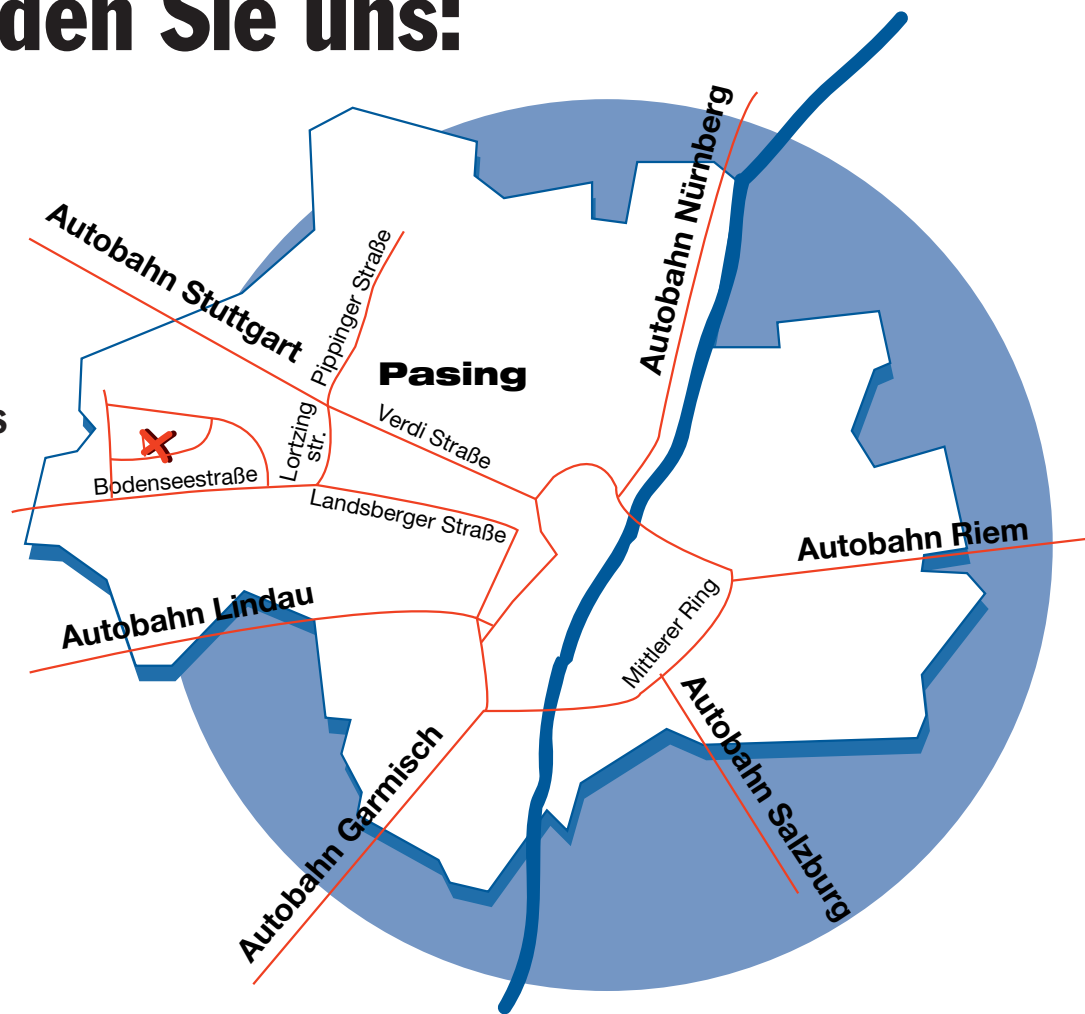 den Sie uns:
Autobahn Nürnberg
Autobahn Stuttgart
Pippinger Straße
Pasing
s
Lortzing
str.
Verdi Straße
Bodenseestraße
Landsberger Straße
Autobahn Riem
Autobahn Lindau
Mittlerer Ring
Autobahn Garmisch
Autobahn Salzburg